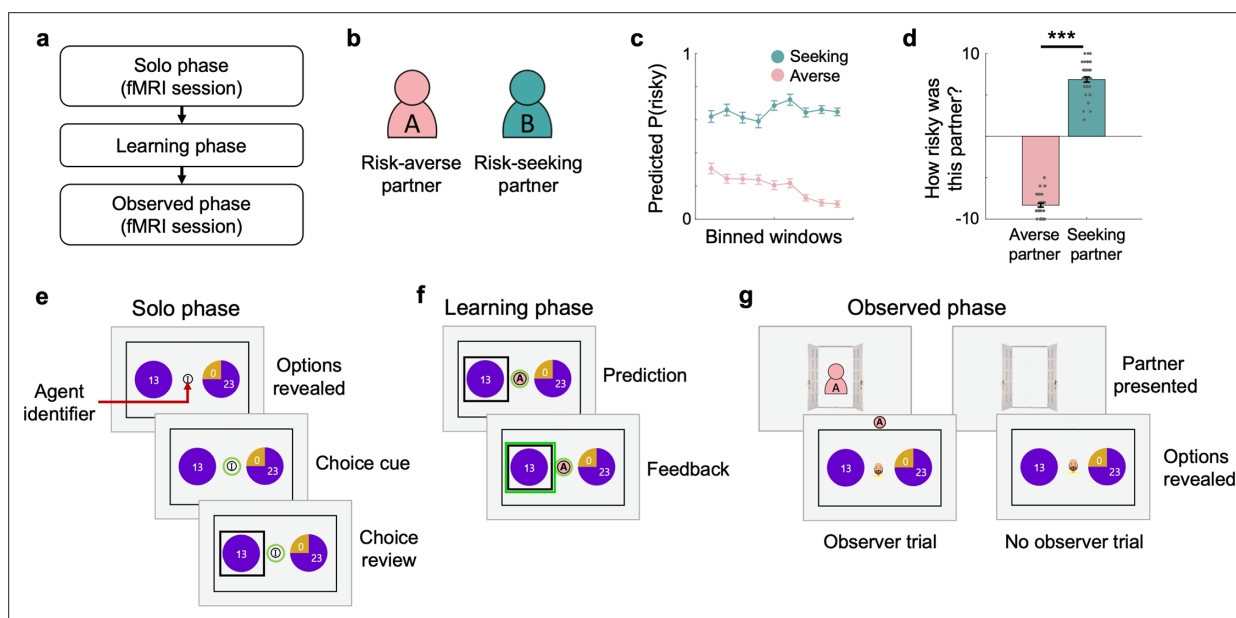 a
Solo phase
(fMRI session)
Learning phase
Observed phase
(fMRI session)
b
A
B
Risk-averse
partner
Risk-seeking
partner
c
Predicted P(risky)
1
0
Seeking
Averse
Binned windows
d
***
How risky was
this partner?
10
-10
Averse
partner
Seeking
partner
e
Solo phase
13
I
0
23
Options
revealed
Agent
identifier
13
I
0
23
Choice cue
13
I
0
23
Choice
review
f
Learning phase
13
A
0
23
Prediction
13
A
0
23
Feedback
g
Observed phase
A
Partner
presented
A
13
0
23
13
0
23
Options
revealed
Observer trial
No observer trial